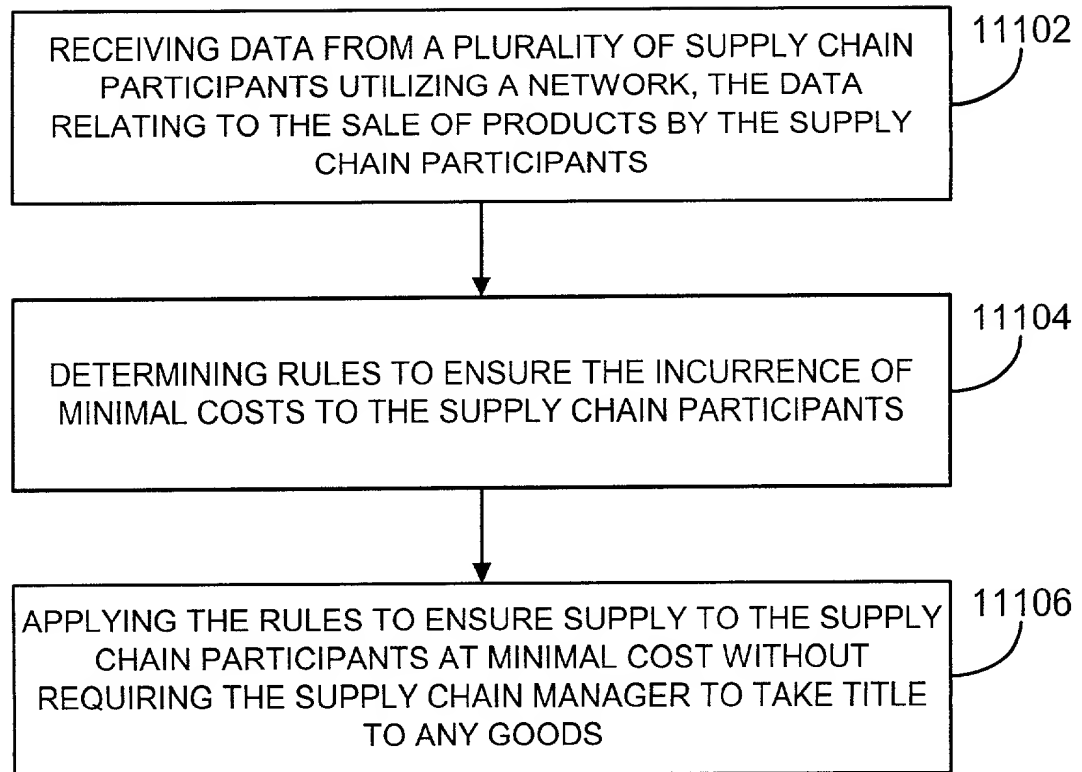 RECEIVING DATA FROM A PLURALITY OF SUPPLY CHAIN
PARTICIPANTS UTILIZING A NETWORK, THE DATA
RELATING TO THE SALE OF PRODUCTS BY THE SUPPLY
CHAIN PARTICIPANTS
11102
DETERMINING RULES TO ENSURE THE INCURRENCE OF
MINIMAL COSTS TO THE SUPPLY CHAIN PARTICIPANTS
11104
APPLYING THE RULES TO ENSURE SUPPLY TO THE SUPPLY
CHAIN PARTICIPANTS AT MINIMAL COST WITHOUT
REQUIRING THE SUPPLY CHAIN MANAGER TO TAKE TITLE
TO ANY GOODS
11106